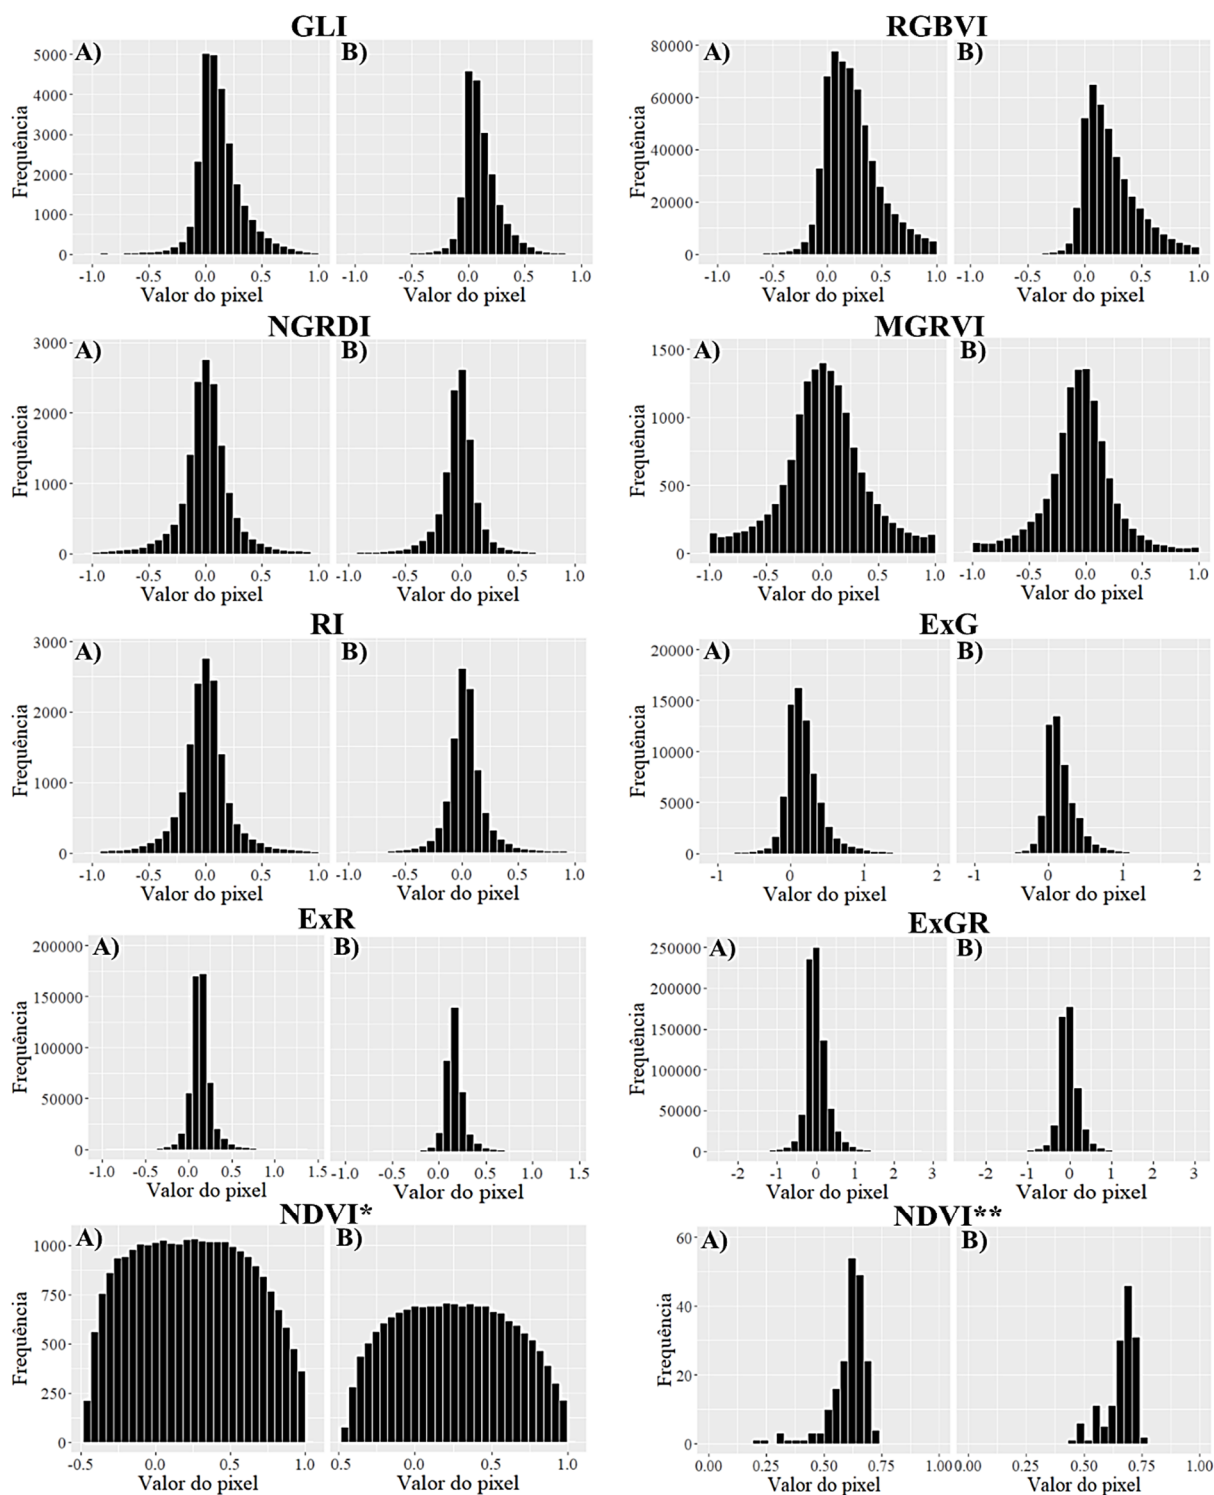 GLI
A) B)
5000
4000
3000
2000
1000
0
Frequência
-1.0 -0.5 0.0 0.5 1.0 -1.0 -0.5 0.0 0.5 1.0
Valor do pixel Valor do pixel
RGBVI
A) B)
80000
60000
40000
20000
0
Frequência
-1.0 -0.5 0.0 0.5 1.0 -1.0 -0.5 0.0 0.5 1.0
Valor do pixel Valor do pixel
NGRDI
A) B)
3000
2000
1000
0
Frequência
-1.0 -0.5 0.0 0.5 1.0 -1.0 -0.5 0.0 0.5 1.0
Valor do pixel Valor do pixel
MGRVI
A) B)
1500
1000
500
0
Frequência
-1.0 -0.5 0.0 0.5 1.0 -1.0 -0.5 0.0 0.5 1.0
Valor do pixel Valor do pixel
RI
A) B)
3000
2000
1000
0
Frequência
-1.0 -0.5 0.0 0.5 1.0 -1.0 -0.5 0.0 0.5 1.0
Valor do pixel Valor do pixel
ExG
A) B)
20000
15000
10000
5000
0
Frequência
-1 0 1 2 -1 0 1 2
Valor do pixel Valor do pixel
ExR
A) B)
200000
150000
100000
50000
0
Frequência
-1.0 -0.5 0.0 0.5 1.0 1.5 -1.0 -0.5 0.0 0.5 1.0 1.5
Valor do pixel Valor do pixel
ExGR
A) B)
250000
200000
150000
100000
50000
0
Frequência
-2 -1 0 1 2 3 -2 -1 0 1 2 3
Valor do pixel Valor do pixel
NDVI*
A) B)
1000
750
500
250
0
Frequência
-0.5 0.0 0.5 1.0 0.5 0.0 0.5 1.0
Valor do pixel Valor do pixel
NDVI**
A) B)
60
40
20
0
Frequência
0.00 0.25 0.50 0.75 1.00 0.00 0.25 0.50 0.75 1.00
Valor do pixel Valor do pixel